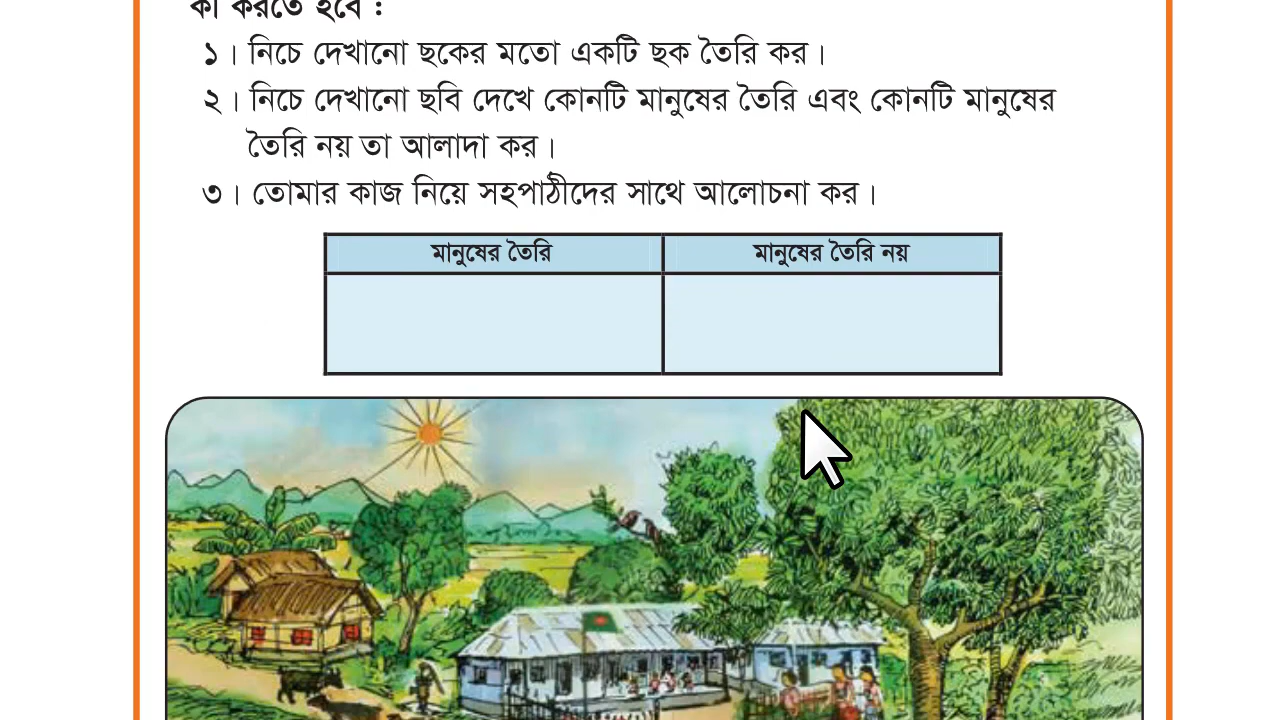 কী করতে হবে :
১। নিচে দেখানো ছকের মতো একটি ছক তৈরি কর।
২। নিচে দেখানো ছবি দেখে কোনটি মানুষের তৈরি এবং কোনটি মানুষের
তৈরি নয় তা আলাদা কর।
৩। তোমার কাজ নিয়ে সহপাঠীদের সাথে আলোচনা কর।
মানুষের তৈরি
মানুষের তৈরি নয়